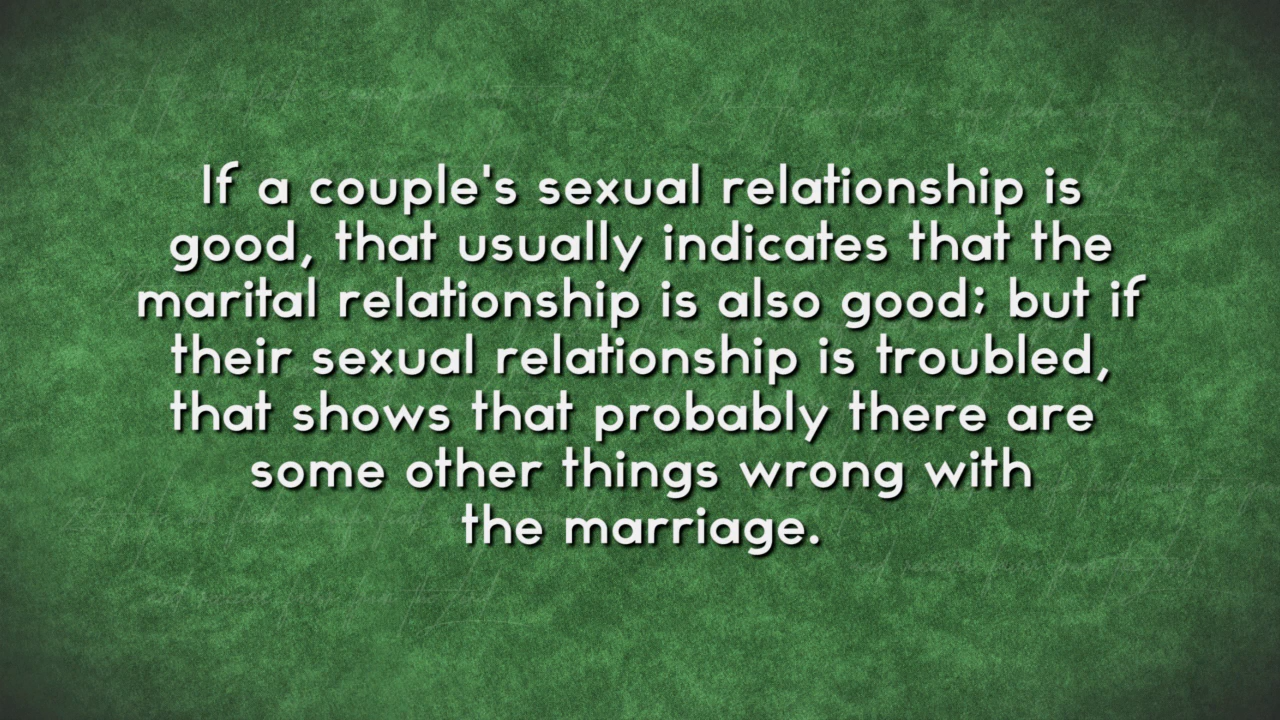 If a couple's sexual relationship is
good, that usually indicates that the
marital relationship is also good; but if
their sexual relationship is troubled,
that shows that probably there are
some other things wrong with
the marriage.